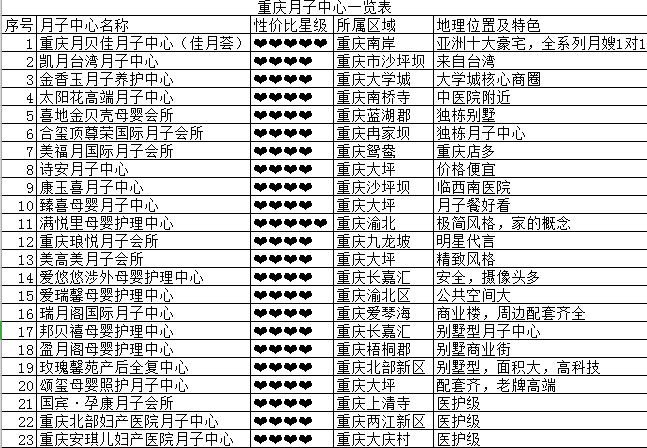 重庆月子中心一览表
序号 月子中心名称 性价比星级 所属区域 地理位置及特色
1 重庆月贝佳月子中心（佳月荟） ❤❤❤❤❤ 重庆南岸 亚洲十大豪宅，全系列月嫂1对1
2 凯月台湾月子中心 ❤❤❤❤ 重庆市沙坪坝 来自台湾
3 金香玉月子养护中心 ❤❤❤❤ 重庆大学城 大学城核心商圈
4 太阳花高端月子中心 ❤❤❤❤ 重庆南桥寺 中医院附近
5 喜地金贝壳母婴会所 ❤❤❤❤ 重庆蓝湖郡 独栋别墅
6 合玺顶尊荣国际月子会所 ❤❤❤❤ 重庆冉家坝 独栋月子中心
7 美福月国际月子会所 ❤❤❤❤ 重庆鸳鸯 重庆店多
8 诗安月子中心 ❤❤❤❤ 重庆大坪 价格便宜
9 康玉喜月子中心 ❤❤❤❤ 重庆沙坪坝 临西南医院
10 臻喜母婴月子中心 ❤❤❤❤ 重庆大坪 月子餐好看
11 满悦里母婴护理中心 ❤❤❤❤❤ 重庆渝北 极简风格，家的概念
12 重庆琅悦月子会所 ❤❤❤❤ 重庆九龙坡 明星代言
13 美高美月子会所 ❤❤❤❤ 重庆大坪 精致风格
14 爱悠悠涉外母婴护理中心 ❤❤❤❤ 重庆长嘉汇 安全，摄像头多
15 爱瑞馨母婴护理中心 ❤❤❤❤ 重庆渝北区 公共空间大
16 瑞月阁国际月子中心 ❤❤❤❤ 重庆爱琴海 商业楼，周边配套齐全
17 邦贝禧母婴护理中心 ❤❤❤❤ 重庆长嘉汇 别墅型月子中心
18 盈月阁母婴护理中心 ❤❤❤❤ 重庆梧桐郡 别墅商业街
19 玫瑰馨苑产后全复中心 ❤❤❤❤ 重庆北部新区 别墅型，面积大，高科技
20 颂玺母婴照护月子中心 ❤❤❤❤ 重庆大坪 配套齐，老牌高端
21 国宾·孕康月子会所 ❤❤❤❤ 重庆上清寺 医护级
22 重庆北部妇产医院月子中心 ❤❤❤❤ 重庆两江新区 医护级
23 重庆安琪儿妇产医院月子中心 ❤❤❤❤ 重庆大庆村 医护级